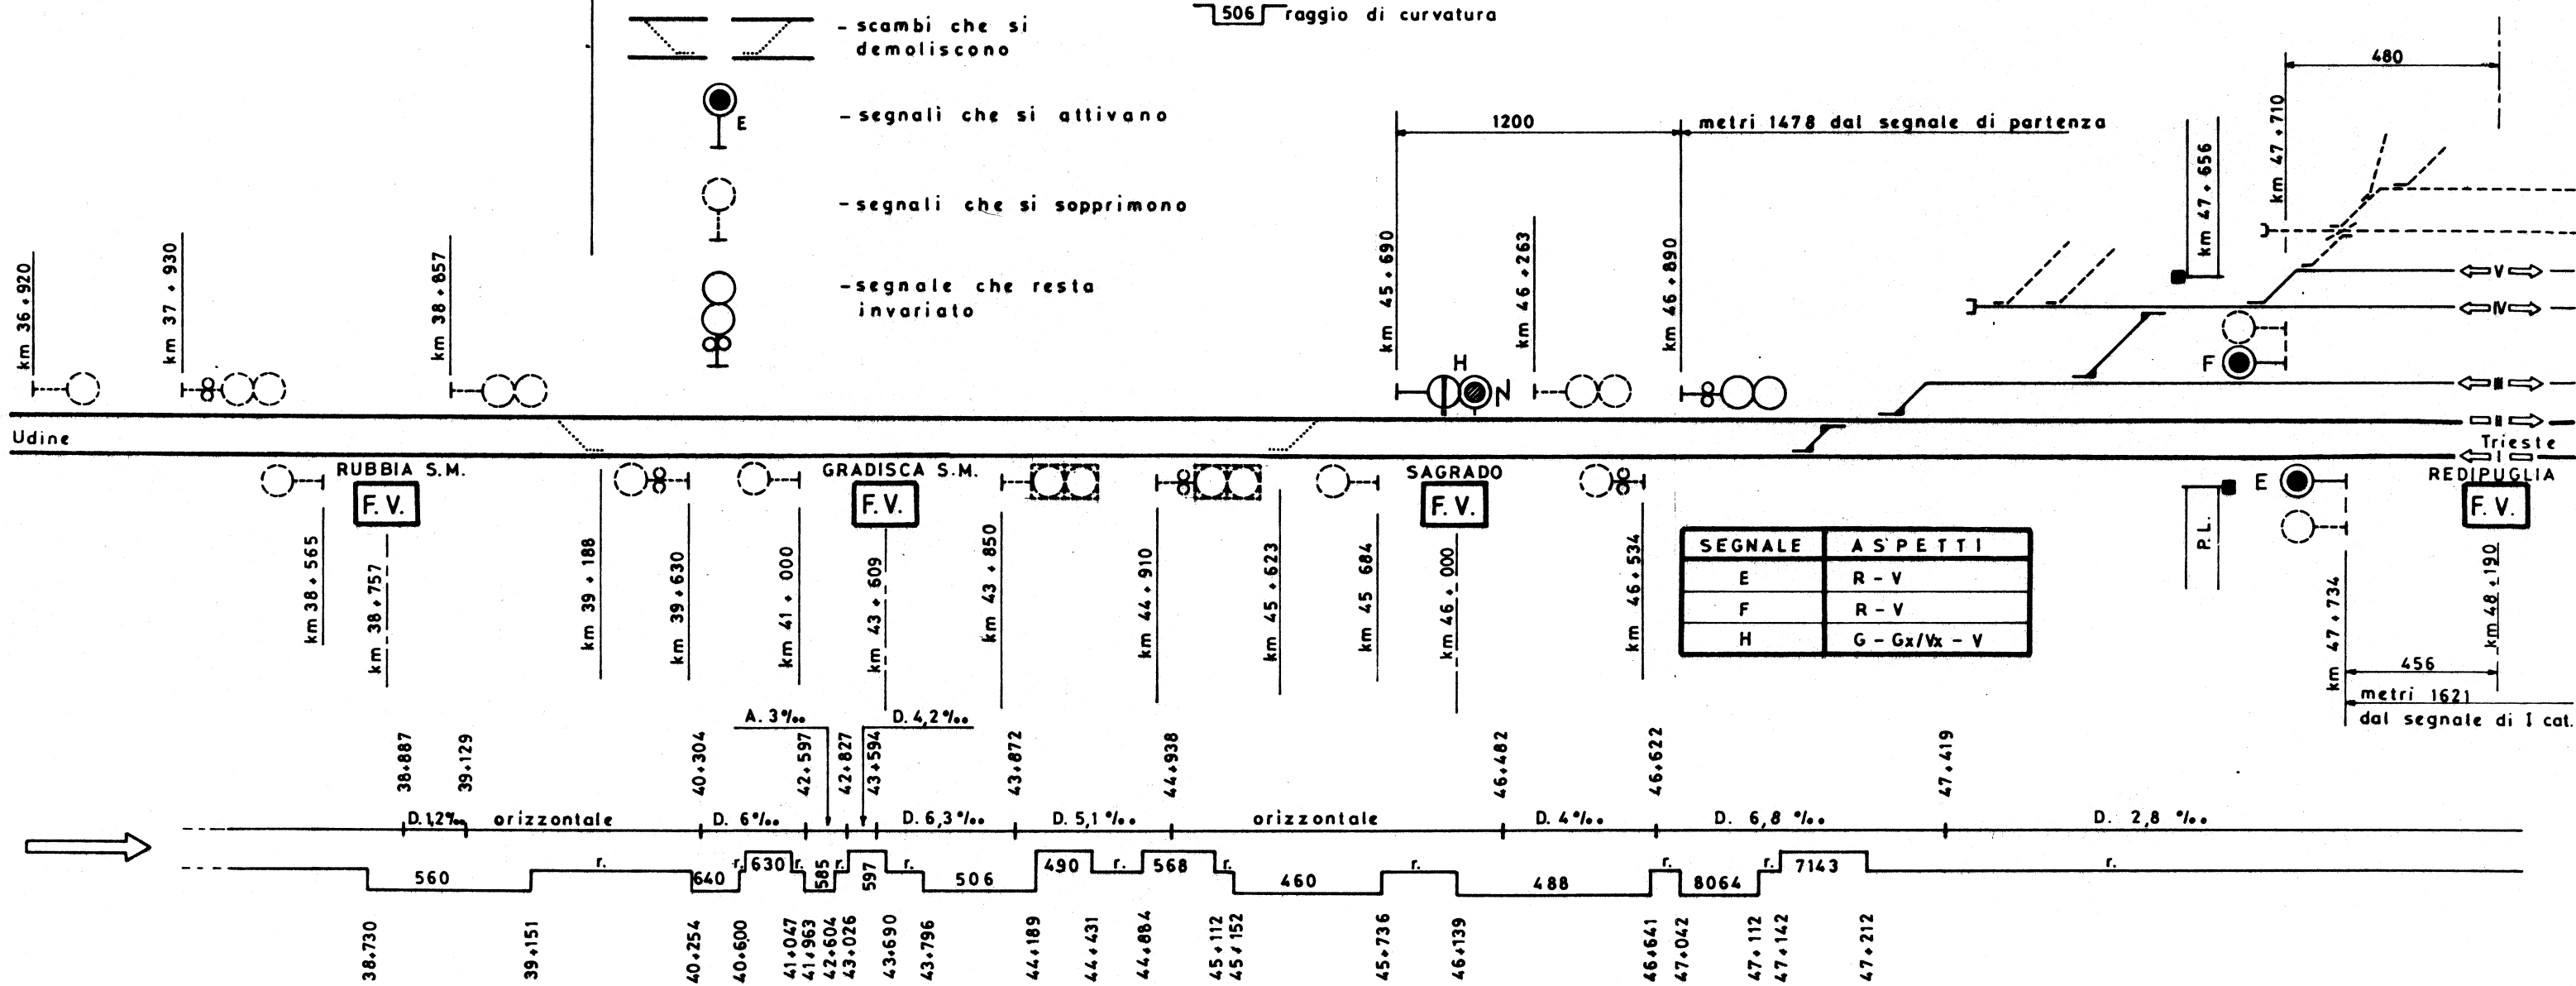 506 raggio di curvatura
- scambi che si
demoliscono
E
- segnali che si attivano
- segnali che si sopprimono
- segnale che resta
invariato
480
1200
metri 1478 dal segnale di partenza
km 36 + 920
km 37 + 930
km 38 + 857
km 45 + 690
km 46 + 263
km 46 + 890
km 47 + 656
km 47 + 710
V
IV
III
II
I
H
N
F
Udine
Trieste
RUBBIA S.M.
F. V.
GRADISCA S.M.
F. V.
SAGRADO
F. V.
REDIPUGLIA
F. V.
E
P.L.
km 38 + 565
km 38 + 757
km 39 + 188
km 39 + 630
km 41 + 000
km 43 + 609
km 43 + 850
km 44 + 910
km 45 + 623
km 45 684
km 46 + 000
km 46 + 534
km 47 + 734
km 48 + 190
SEGNALE ASPETTI
E R - V
F R - V
H G - Gx/Vx - V
456
metri 1621
dal segnale di I cat.
A. 3‰
D. 4,2‰
38+887
39+129
40+304
42+597
42+827
43+594
43+872
44+938
46+482
46+622
47+419
D. 1,2‰
orizzontale
D. 6‰
D. 6,3‰
D. 5,1‰
orizzontale
D. 4‰
D. 6,8‰
D. 2,8‰
560
r.
640
r.
630
r.
585
r.
597
r.
506
490
r.
568
r.
460
r.
488
r.
8064
r.
7143
r.
38+730
39+151
40+254
40+600
41+047
41+963
42+604
43+026
43+690
43+796
44+189
44+431
44+884
45+112
45+152
45+736
46+139
46+641
47+042
47+112
47+142
47+212